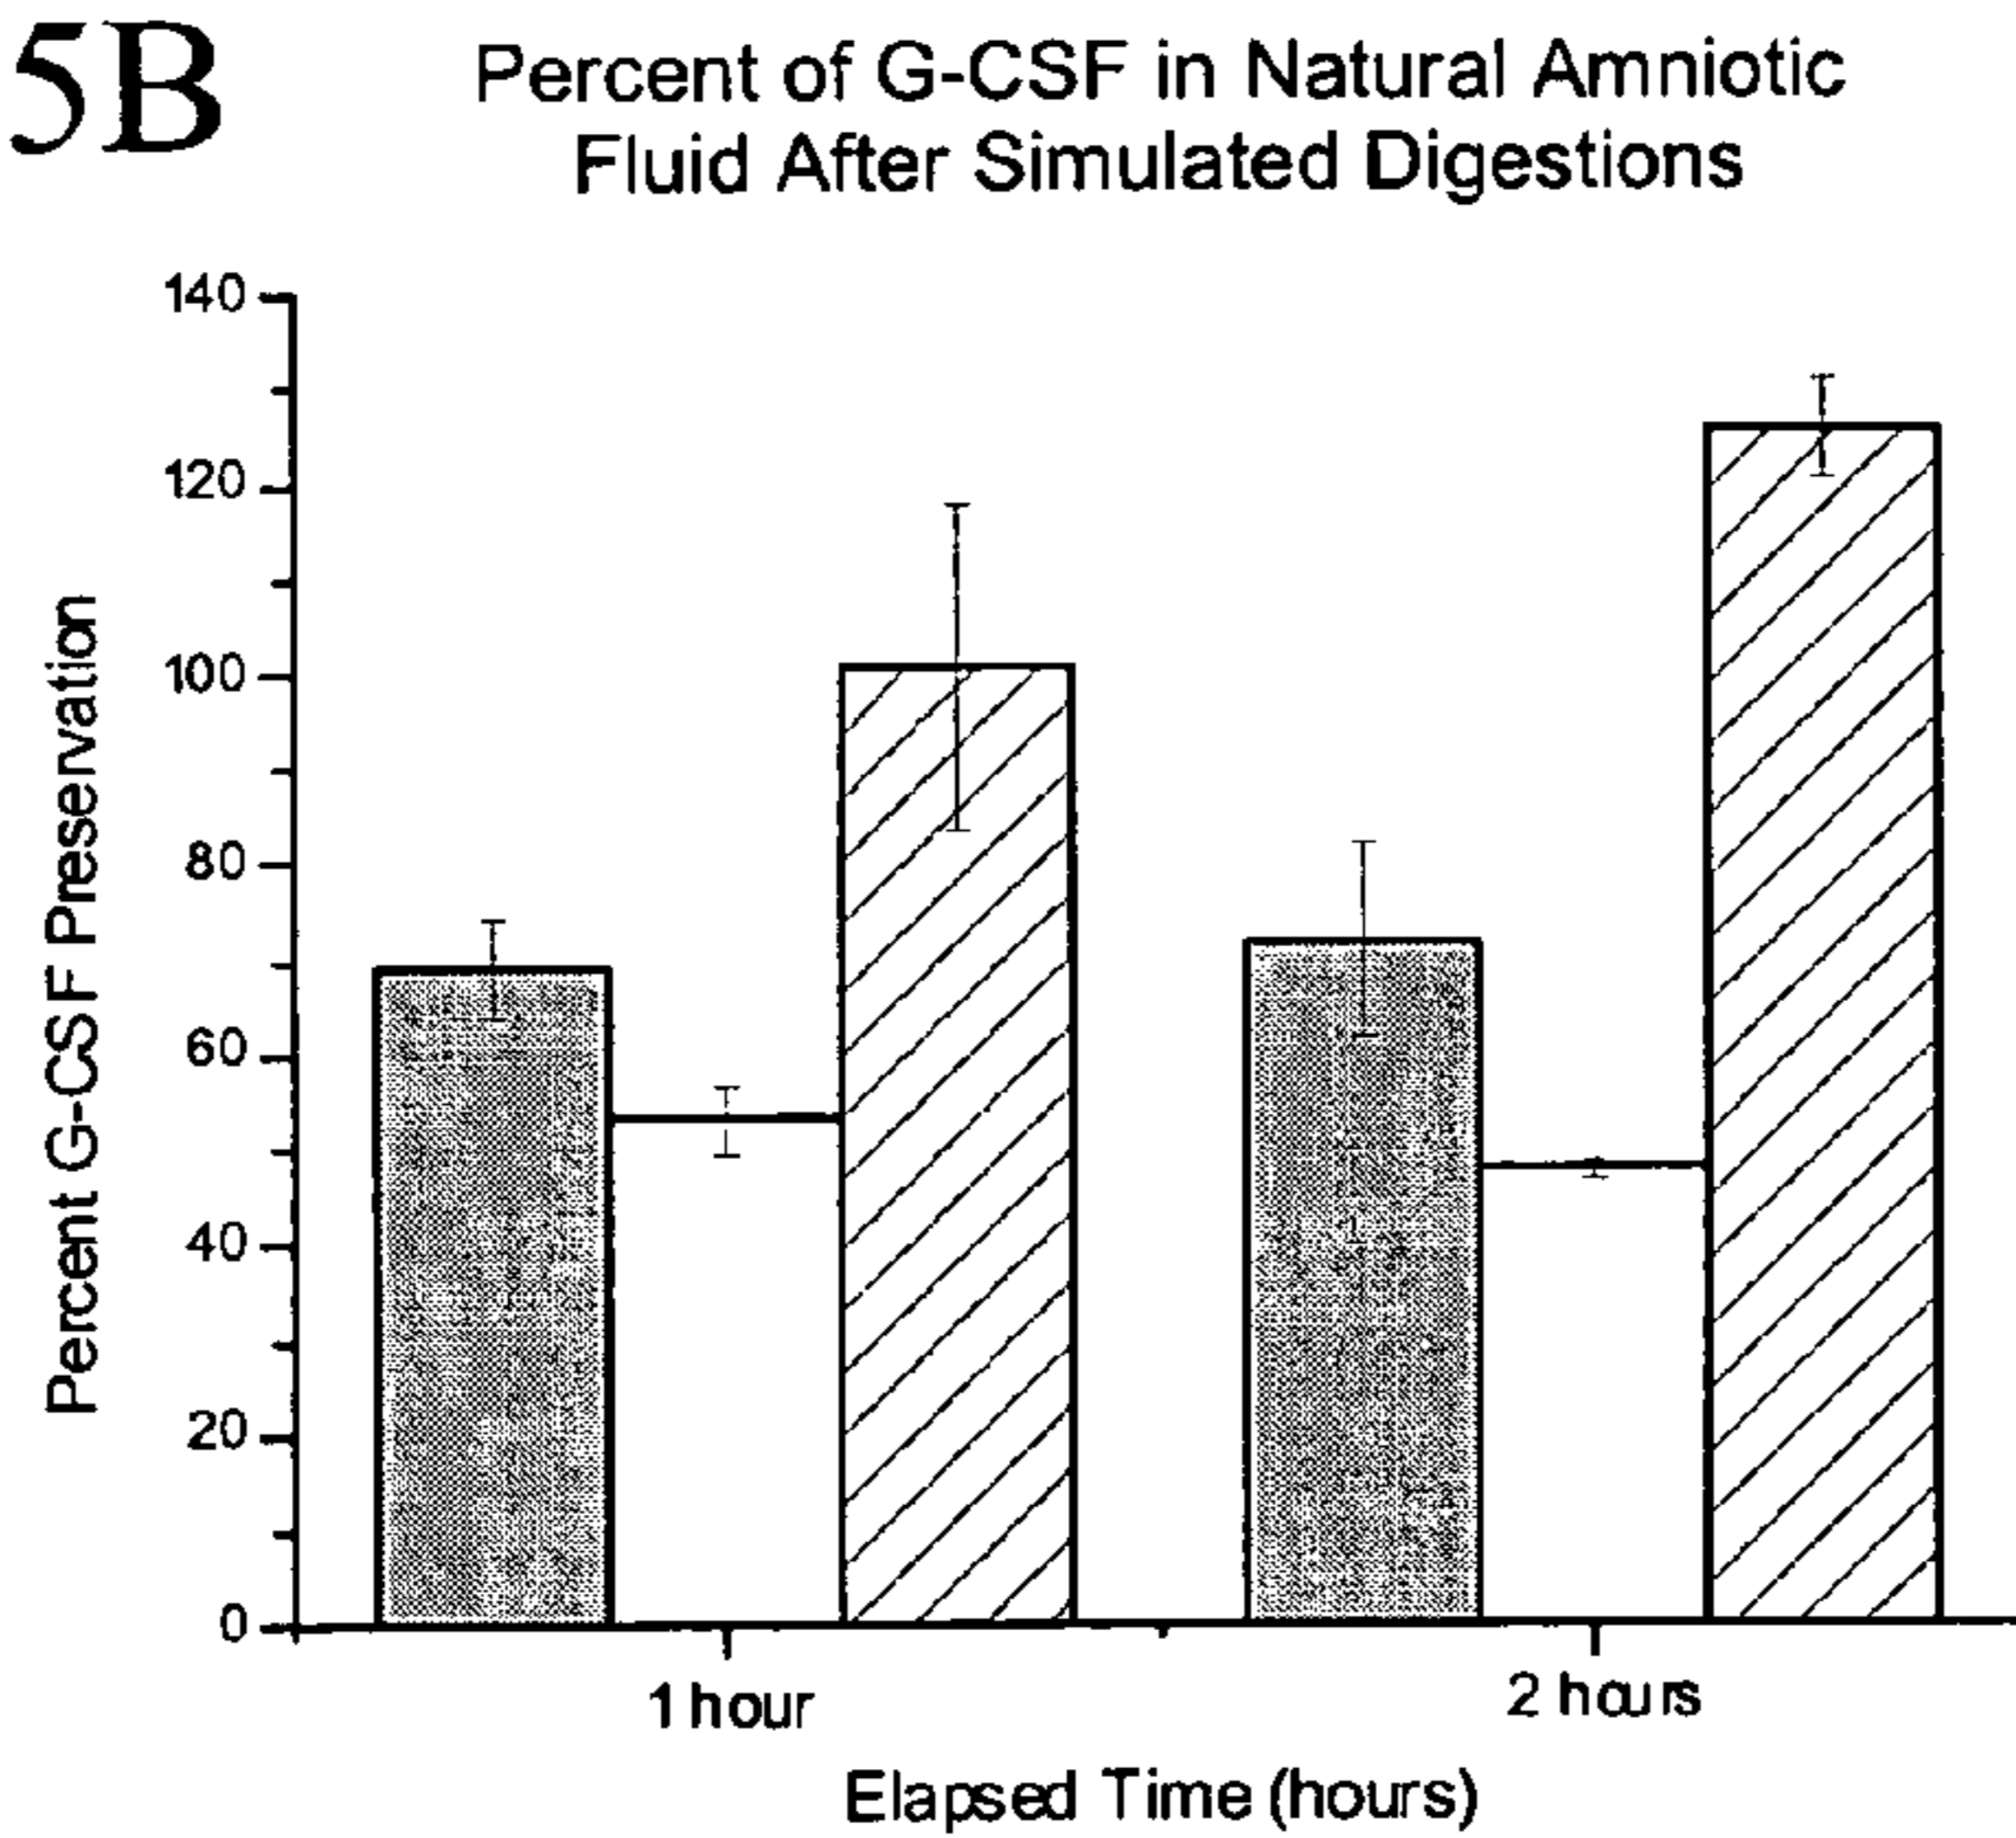 5B
Percent of G-CSF in Natural Amniotic
Fluid After Simulated Digestions
140
120
100
80
60
40
20
0
Percent G-CSF Preservation
1 hour
2 hours
Elapsed Time (hours)